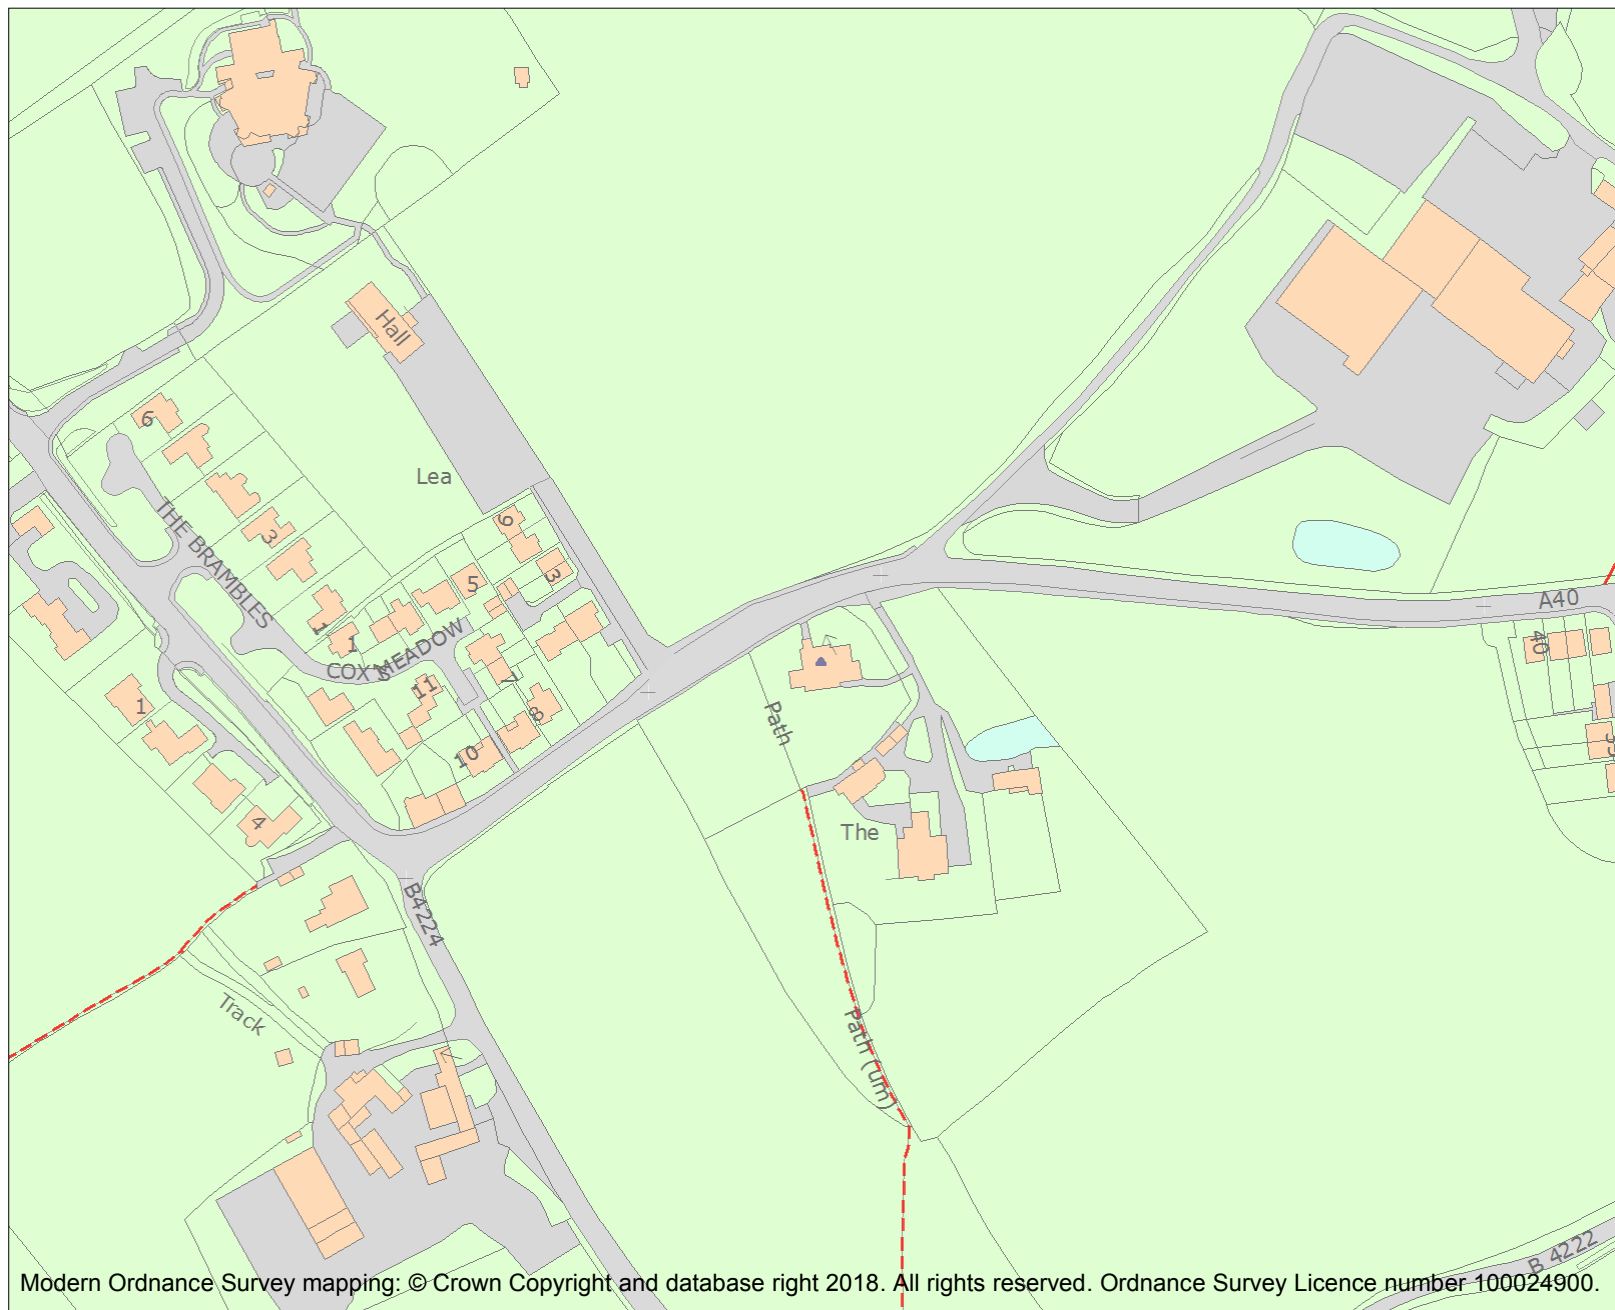 Hall
6
Lea
THE BRAMBLES
3
9
5
3
1
1
COX'S MEADOW
11
7
8
10
1
4
A40
40
Path
The
B4224
Track
Path (um)
B 4222
Modern Ordnance Survey mapping: © Crown Copyright and database right 2018. All rights reserved. Ordnance Survey Licence number 100024900.